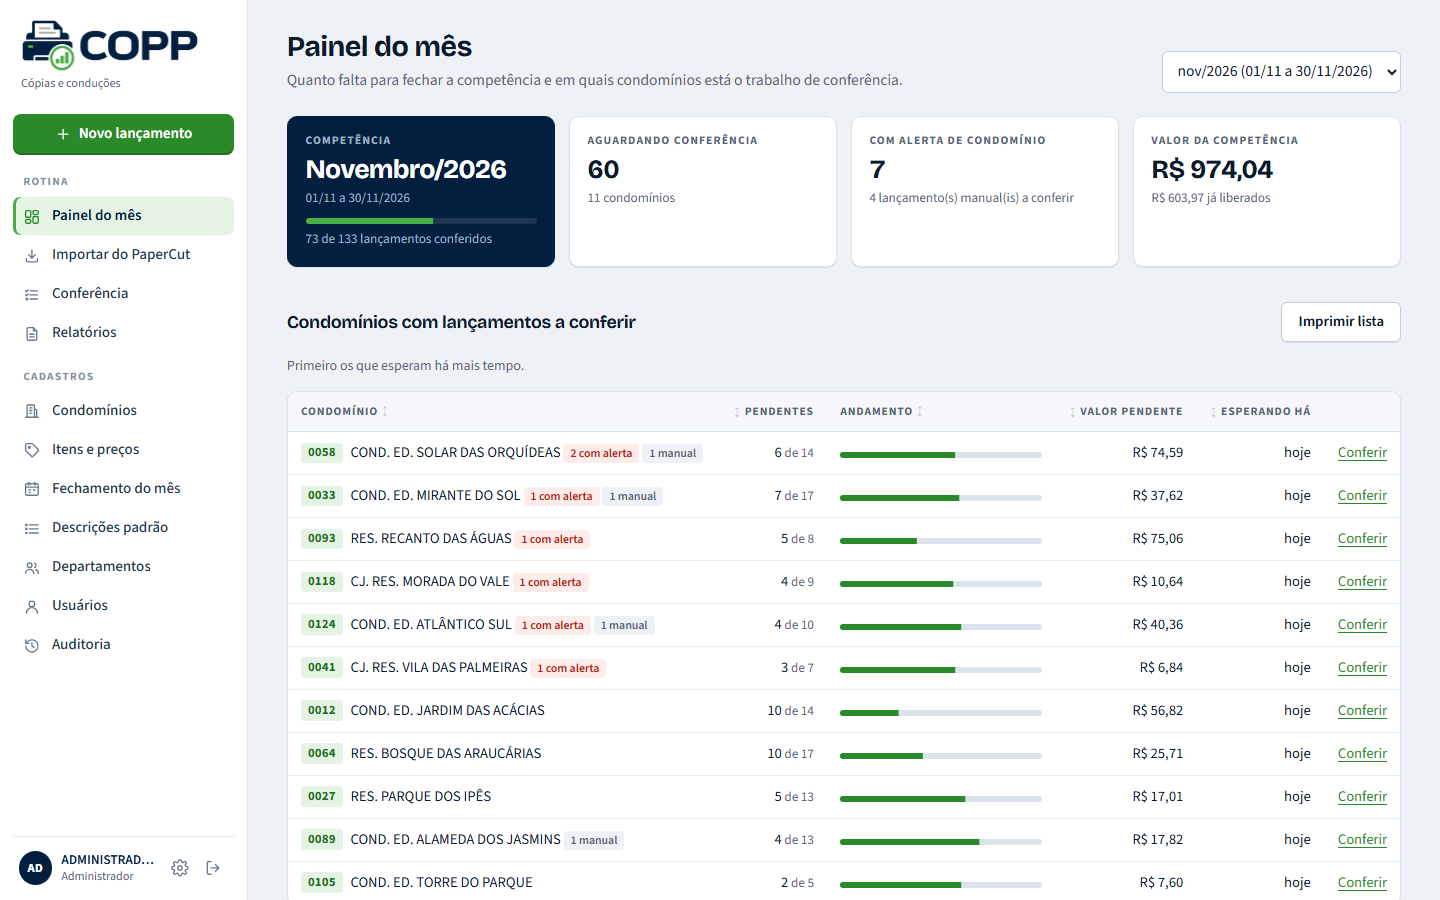 COPP
Cópias e conduções
Novo lançamento
ROTINA
Painel do mês
Importar do PaperCut
Conferência
Relatórios
CADASTROS
Condomínios
Itens e preços
Fechamento do mês
Descrições padrão
Departamentos
Usuários
Auditoria
AD
ADMINISTRAD...
Administrador
Painel do mês
Quanto falta para fechar a competência e em quais condomínios está o trabalho de conferência.
nov/2026 (01/11 a 30/11/2026)
COMPETÊNCIA
Novembro/2026
01/11 a 30/11/2026
73 de 133 lançamentos conferidos
AGUARDANDO CONFERÊNCIA
60
11 condomínios
COM ALERTA DE CONDOMÍNIO
7
4 lançamento(s) manual(is) a conferir
VALOR DA COMPETÊNCIA
R$ 974,04
R$ 603,97 já liberados
Condomínios com lançamentos a conferir
Imprimir lista
Primeiro os que esperam há mais tempo.
CONDOMÍNIO PENDENTES ANDAMENTO VALOR PENDENTE ESPERANDO HÁ
0058 COND. ED. SOLAR DAS ORQUÍDEAS 2 com alerta 1 manual 6 de 14 R$ 74,59 hoje Conferir
0033 COND. ED. MIRANTE DO SOL 1 com alerta 1 manual 7 de 17 R$ 37,62 hoje Conferir
0093 RES. RECANTO DAS ÁGUAS 1 com alerta 5 de 8 R$ 75,06 hoje Conferir
0118 CJ. RES. MORADA DO VALE 1 com alerta 4 de 9 R$ 10,64 hoje Conferir
0124 COND. ED. ATLÂNTICO SUL 1 com alerta 1 manual 4 de 10 R$ 40,36 hoje Conferir
0041 CJ. RES. VILA DAS PALMEIRAS 1 com alerta 3 de 7 R$ 6,84 hoje Conferir
0012 COND. ED. JARDIM DAS ACÁCIAS 10 de 14 R$ 56,82 hoje Conferir
0064 RES. BOSQUE DAS ARAUCÁRIAS 10 de 17 R$ 25,71 hoje Conferir
0027 RES. PARQUE DOS IPÊS 5 de 13 R$ 17,01 hoje Conferir
0089 COND. ED. ALAMEDA DOS JASMINS 1 manual 4 de 13 R$ 17,82 hoje Conferir
0105 COND. ED. TORRE DO PARQUE 2 de 5 R$ 7,60 hoje Conferir